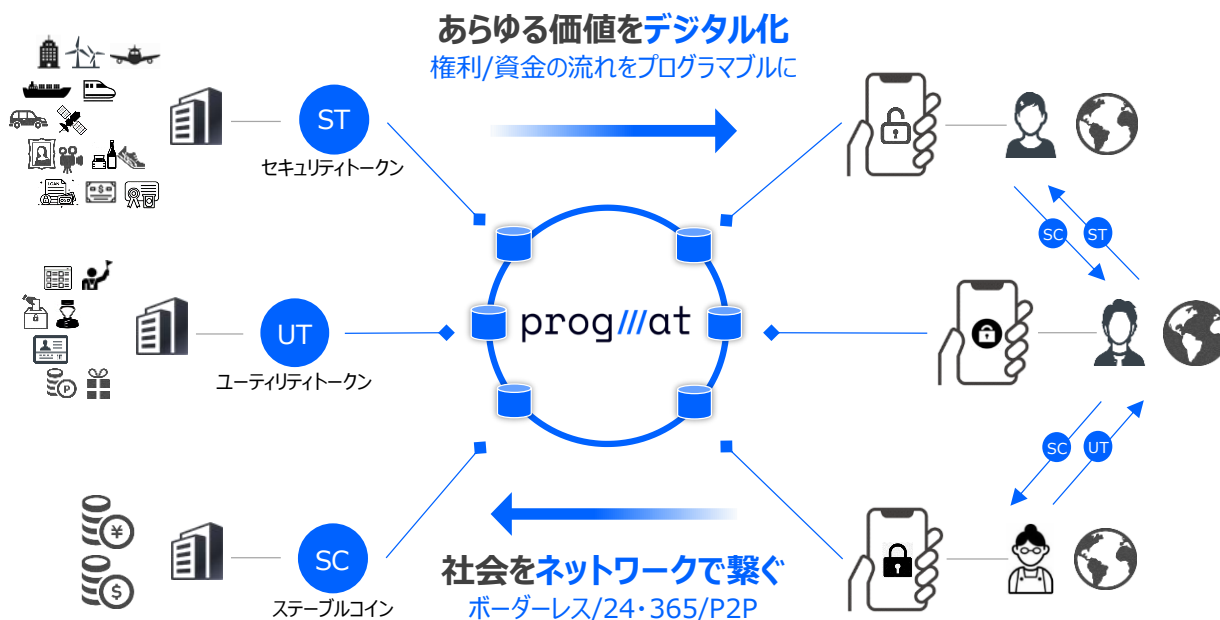 あらゆる価値をデジタル化
権利/資金の流れをプログラマブルに
ST
セキュリティトークン
SC
ST
UT
ユーティリティトークン
progmat
P
SC
UT
¥
$
SC
ステーブルコイン
社会をネットワークで繋ぐ
ボーダーレス/24・365/P2P